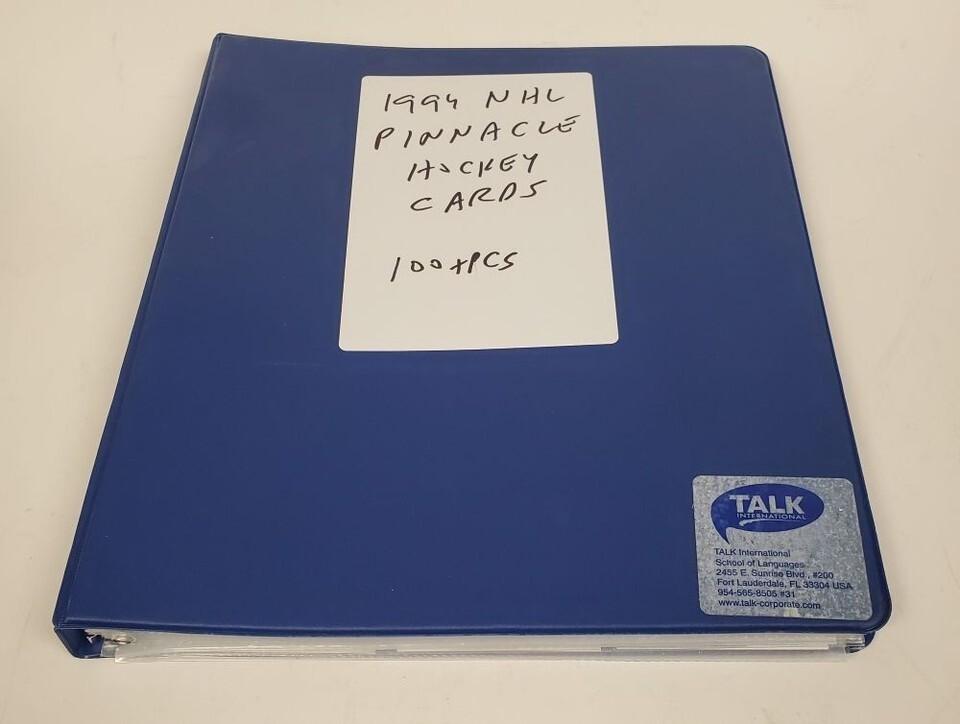 1994 NHL
PINNACLE
HOCKEY
CARDS
100+PCS
TALK
INTERNATIONAL
TALK International
School of Languages
2455 E. Sunrise Blvd., #200
Fort Lauderdale, FL 33304 USA
954-565-8505 #31
www.talk-corporate.com